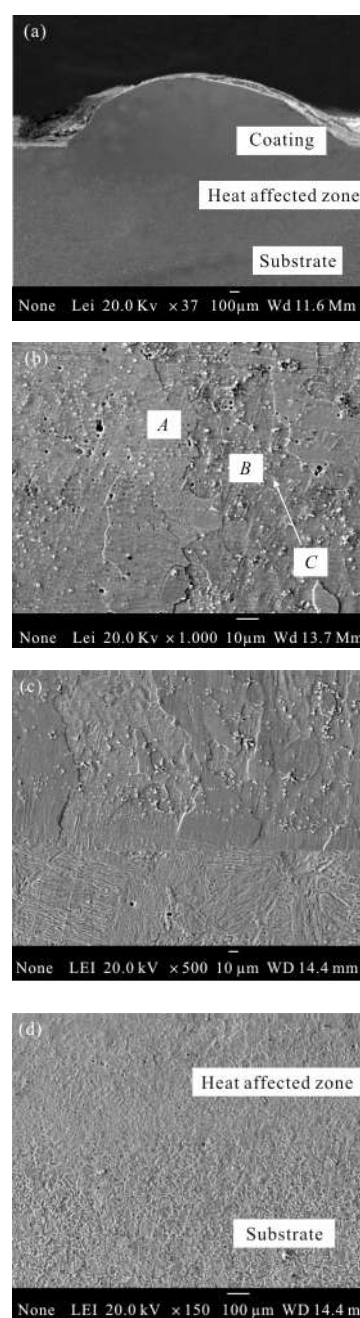 (a)
Coating
Heat affected zone
Substrate
None Lei 20.0 Kv ×37 100μm Wd 11.6 Mm
(b)
A
B
C
None Lei 20.0 Kv ×1.000 10μm Wd 13.7 Mm
(c)
None LEI 20.0 kV ×500 10 μm WD 14.4 mm
(d)
Heat affected zone
Substrate
None LEI 20.0 kV ×150 100 μm WD 14.4 m